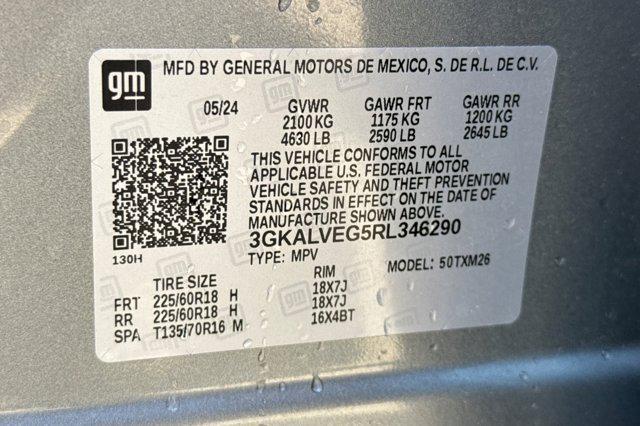 gm MFD BY GENERAL MOTORS DE MEXICO, S. DE R.L. DE C.V.
05/24 GVWR GAWR FRT GAWR RR
2100 KG 1175 KG 1200 KG
4630 LB 2590 LB 2645 LB
THIS VEHICLE CONFORMS TO ALL
APPLICABLE U.S. FEDERAL MOTOR
VEHICLE SAFETY AND THEFT PREVENTION
STANDARDS IN EFFECT ON THE DATE OF
MANUFACTURE SHOWN ABOVE.
3GKALVEG5RL346290
130H TYPE: MPV MODEL: 50TXM26
TIRE SIZE RIM
FRT 225/60R18 H 18X7J
RR 225/60R18 H 18X7J
SPA T135/70R16 M 16X4BT